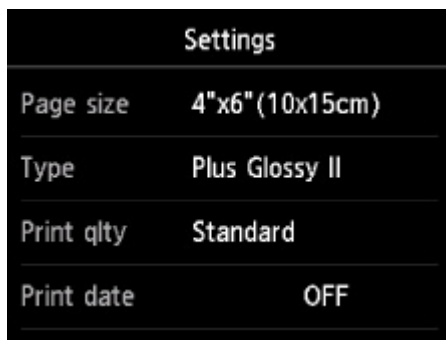 Settings
Page size 4"x6"(10x15cm)
Type Plus Glossy II
Print qlty Standard
Print date OFF